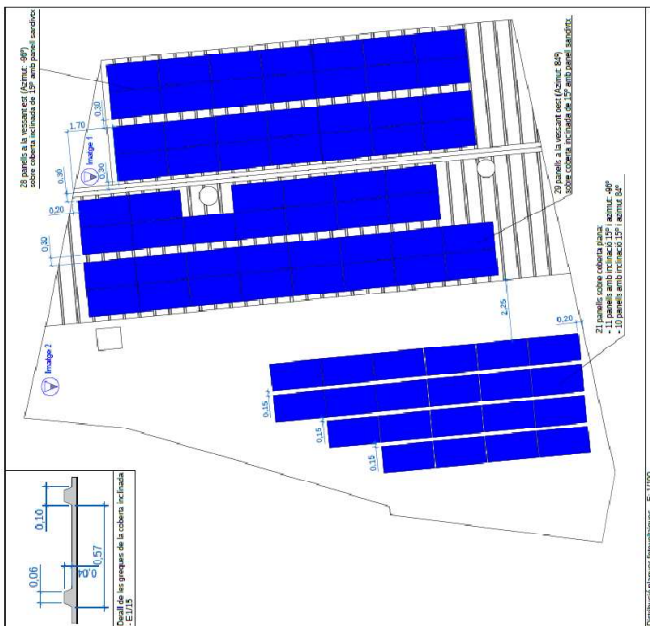 28 panells a la vessant est (Azimut: -96º)
sobre coberta inclinada de 15º amb panell sandvitx
0,30
1,70
Imatge 1
0,30
0,30
0,20
0,30
29 panells a la vessant oest (Azimut: 84º)
sobre coberta inclinada de 15º amb panell sandvitx
21 panells sobre coberta plana:
- 11 panells amb inclinació 15º i azimut: -96º
- 10 panells amb inclinació 15º i azimut 84º
2,25
0,20
Imatge 2
0,15
0,15
0,15
0,10
0,57
0,04
0,06
Detall de les greques de la coberta inclinada
- E1/15